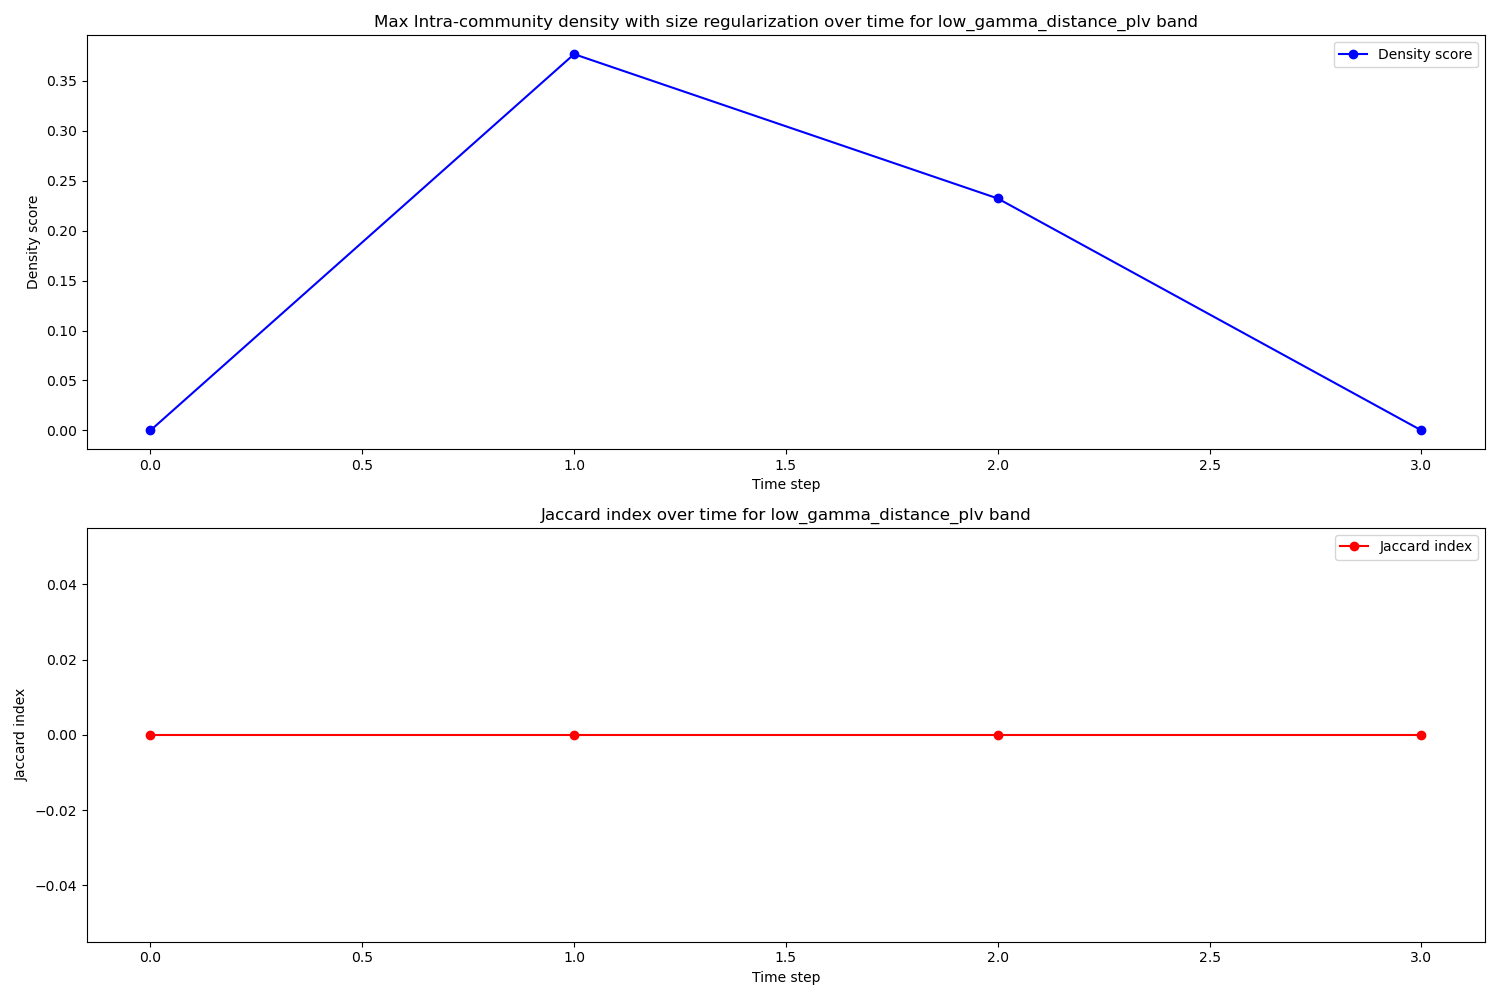 Max Intra-community density with size regularization over time for low_gamma_distance_plv band
Density score
0.35
0.30
0.25
0.20
0.15
0.10
0.05
0.00
Density score
0.0 0.5 1.0 1.5 2.0 2.5 3.0
Time step
Jaccard index over time for low_gamma_distance_plv band
Jaccard index
0.04
0.02
0.00
−0.02
−0.04
Jaccard index
0.0 0.5 1.0 1.5 2.0 2.5 3.0
Time step